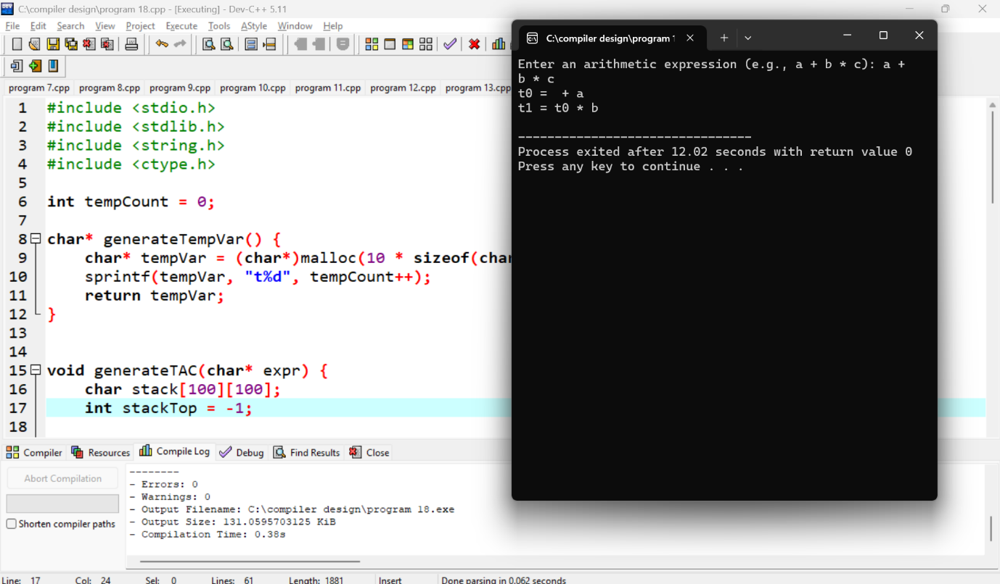 C:\compiler design\program 18.cpp - [Executing] - Dev-C++ 5.11
File Edit Search View Project Execute Tools AStyle Window Help
program 7.cpp program 8.cpp program 9.cpp program 10.cpp program 11.cpp program 12.cpp program 13.cpp
1 #include <stdio.h>
2 #include <stdlib.h>
3 #include <string.h>
4 #include <ctype.h>
5
6 int tempCount = 0;
7
8 char* generateTempVar() {
9 char* tempVar = (char*)malloc(10 * sizeof(char
10 sprintf(tempVar, "t%d", tempCount++);
11 return tempVar;
12 }
13
14
15 void generateTAC(char* expr) {
16 char stack[100][100];
17 int stackTop = -1;
18
C:\compiler design\program 1
Enter an arithmetic expression (e.g., a + b * c): a +
b * c
t0 =  + a
t1 = t0 * b
--------------------------------
Process exited after 12.02 seconds with return value 0
Press any key to continue . . .
Compiler Resources Compile Log Debug Find Results Close
Abort Compilation
Shorten compiler paths
--------
- Errors: 0
- Warnings: 0
- Output Filename: C:\compiler design\program 18.exe
- Output Size: 131.0595703125 KiB
- Compilation Time: 0.38s
Line: 17 Col: 24 Sel: 0 Lines: 61 Length: 1881 Insert Done parsing in 0.062 seconds